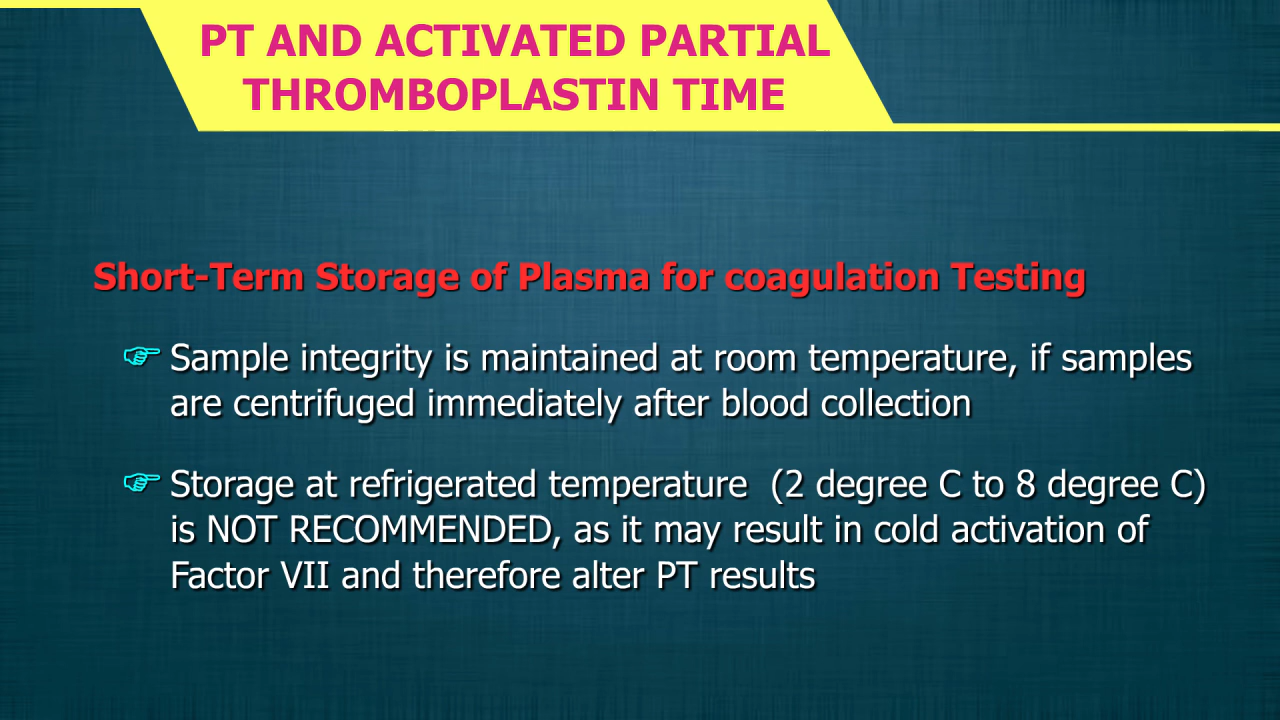 PT AND ACTIVATED PARTIAL
THROMBOPLASTIN TIME
Short-Term Storage of Plasma for coagulation Testing
☞ Sample integrity is maintained at room temperature, if samples
are centrifuged immediately after blood collection
☞ Storage at refrigerated temperature  (2 degree C to 8 degree C)
is NOT RECOMMENDED, as it may result in cold activation of
Factor VII and therefore alter PT results